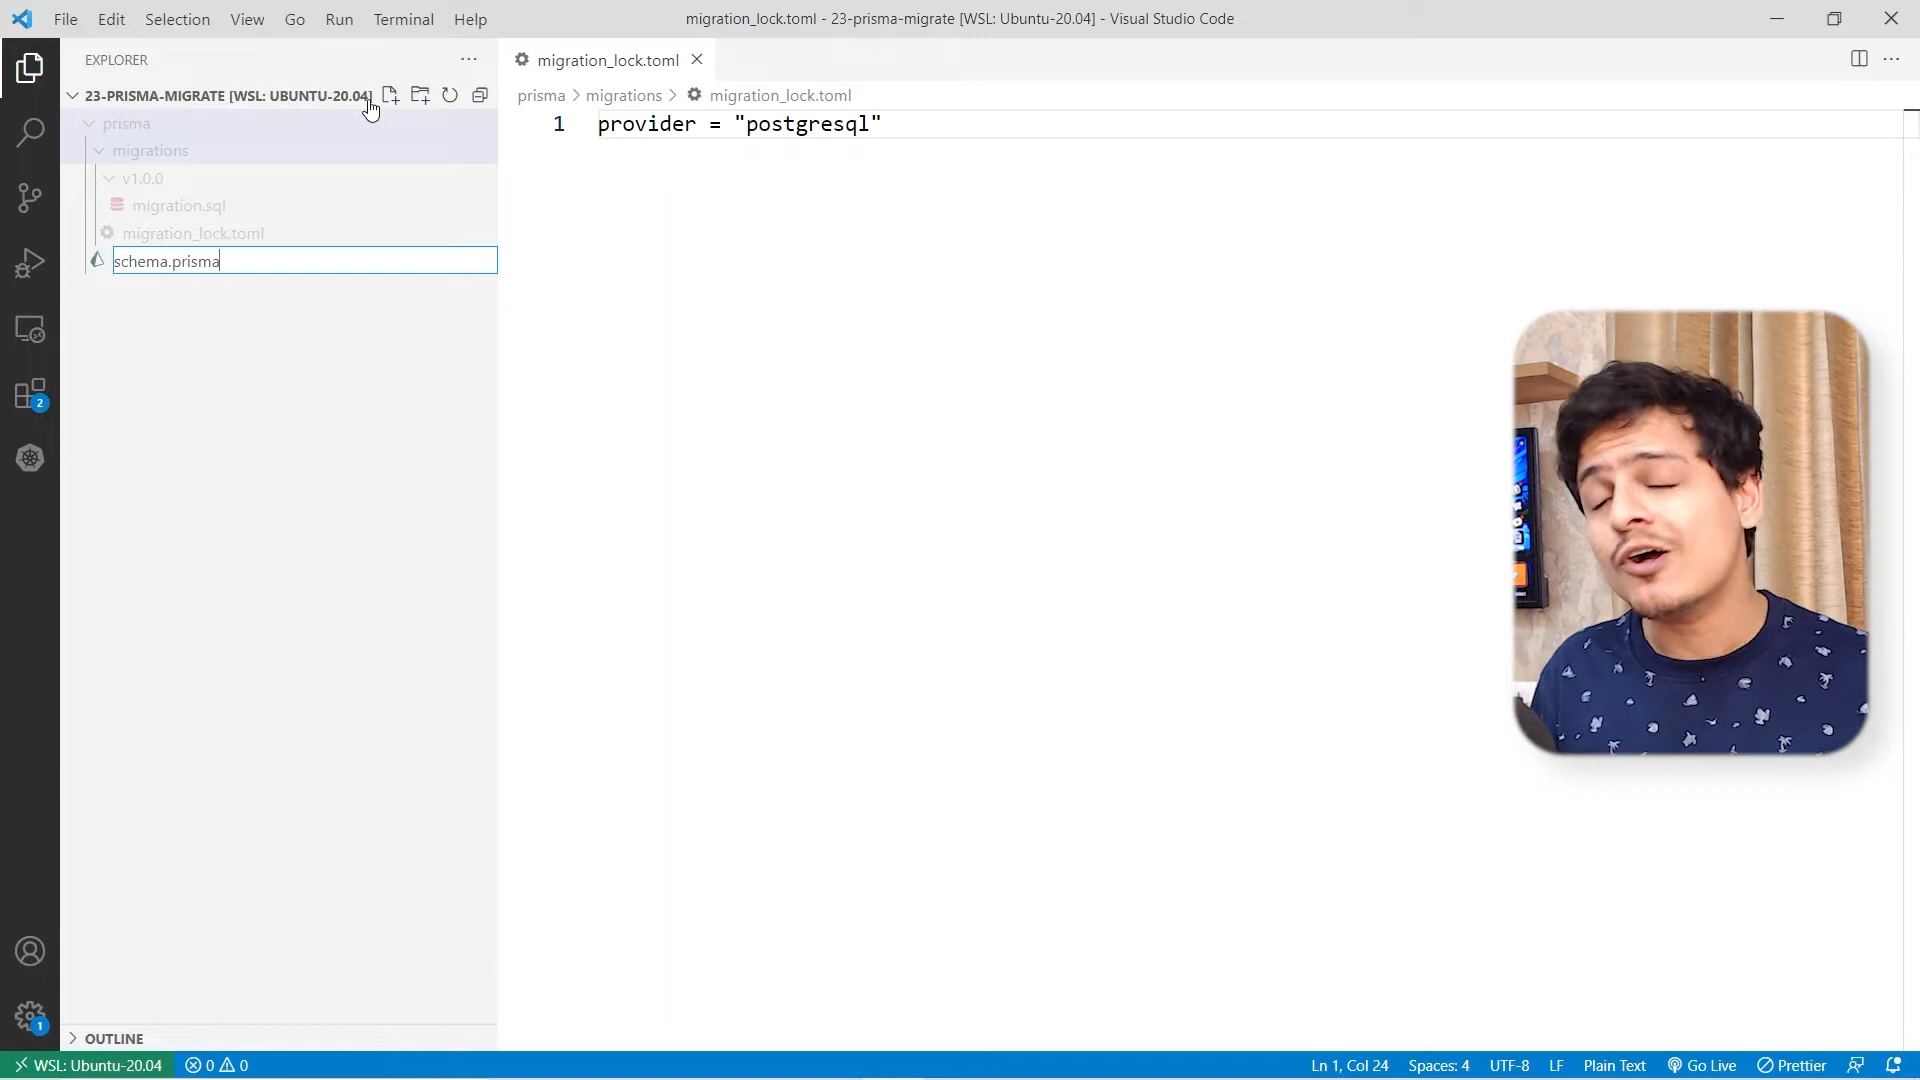 File Edit Selection View Go Run Terminal Help
migration_lock.toml - 23-prisma-migrate [WSL: Ubuntu-20.04] - Visual Studio Code
EXPLORER
migration_lock.toml
23-PRISMA-MIGRATE [WSL: UBUNTU-20.04]
prisma > migrations > migration_lock.toml
prisma
1 provider = "postgresql"
migrations
v1.0.0
migration.sql
migration_lock.toml
schema.prisma
2
1
OUTLINE
WSL: Ubuntu-20.04 0 0 Ln 1, Col 24 Spaces: 4 UTF-8 LF Plain Text Go Live Prettier